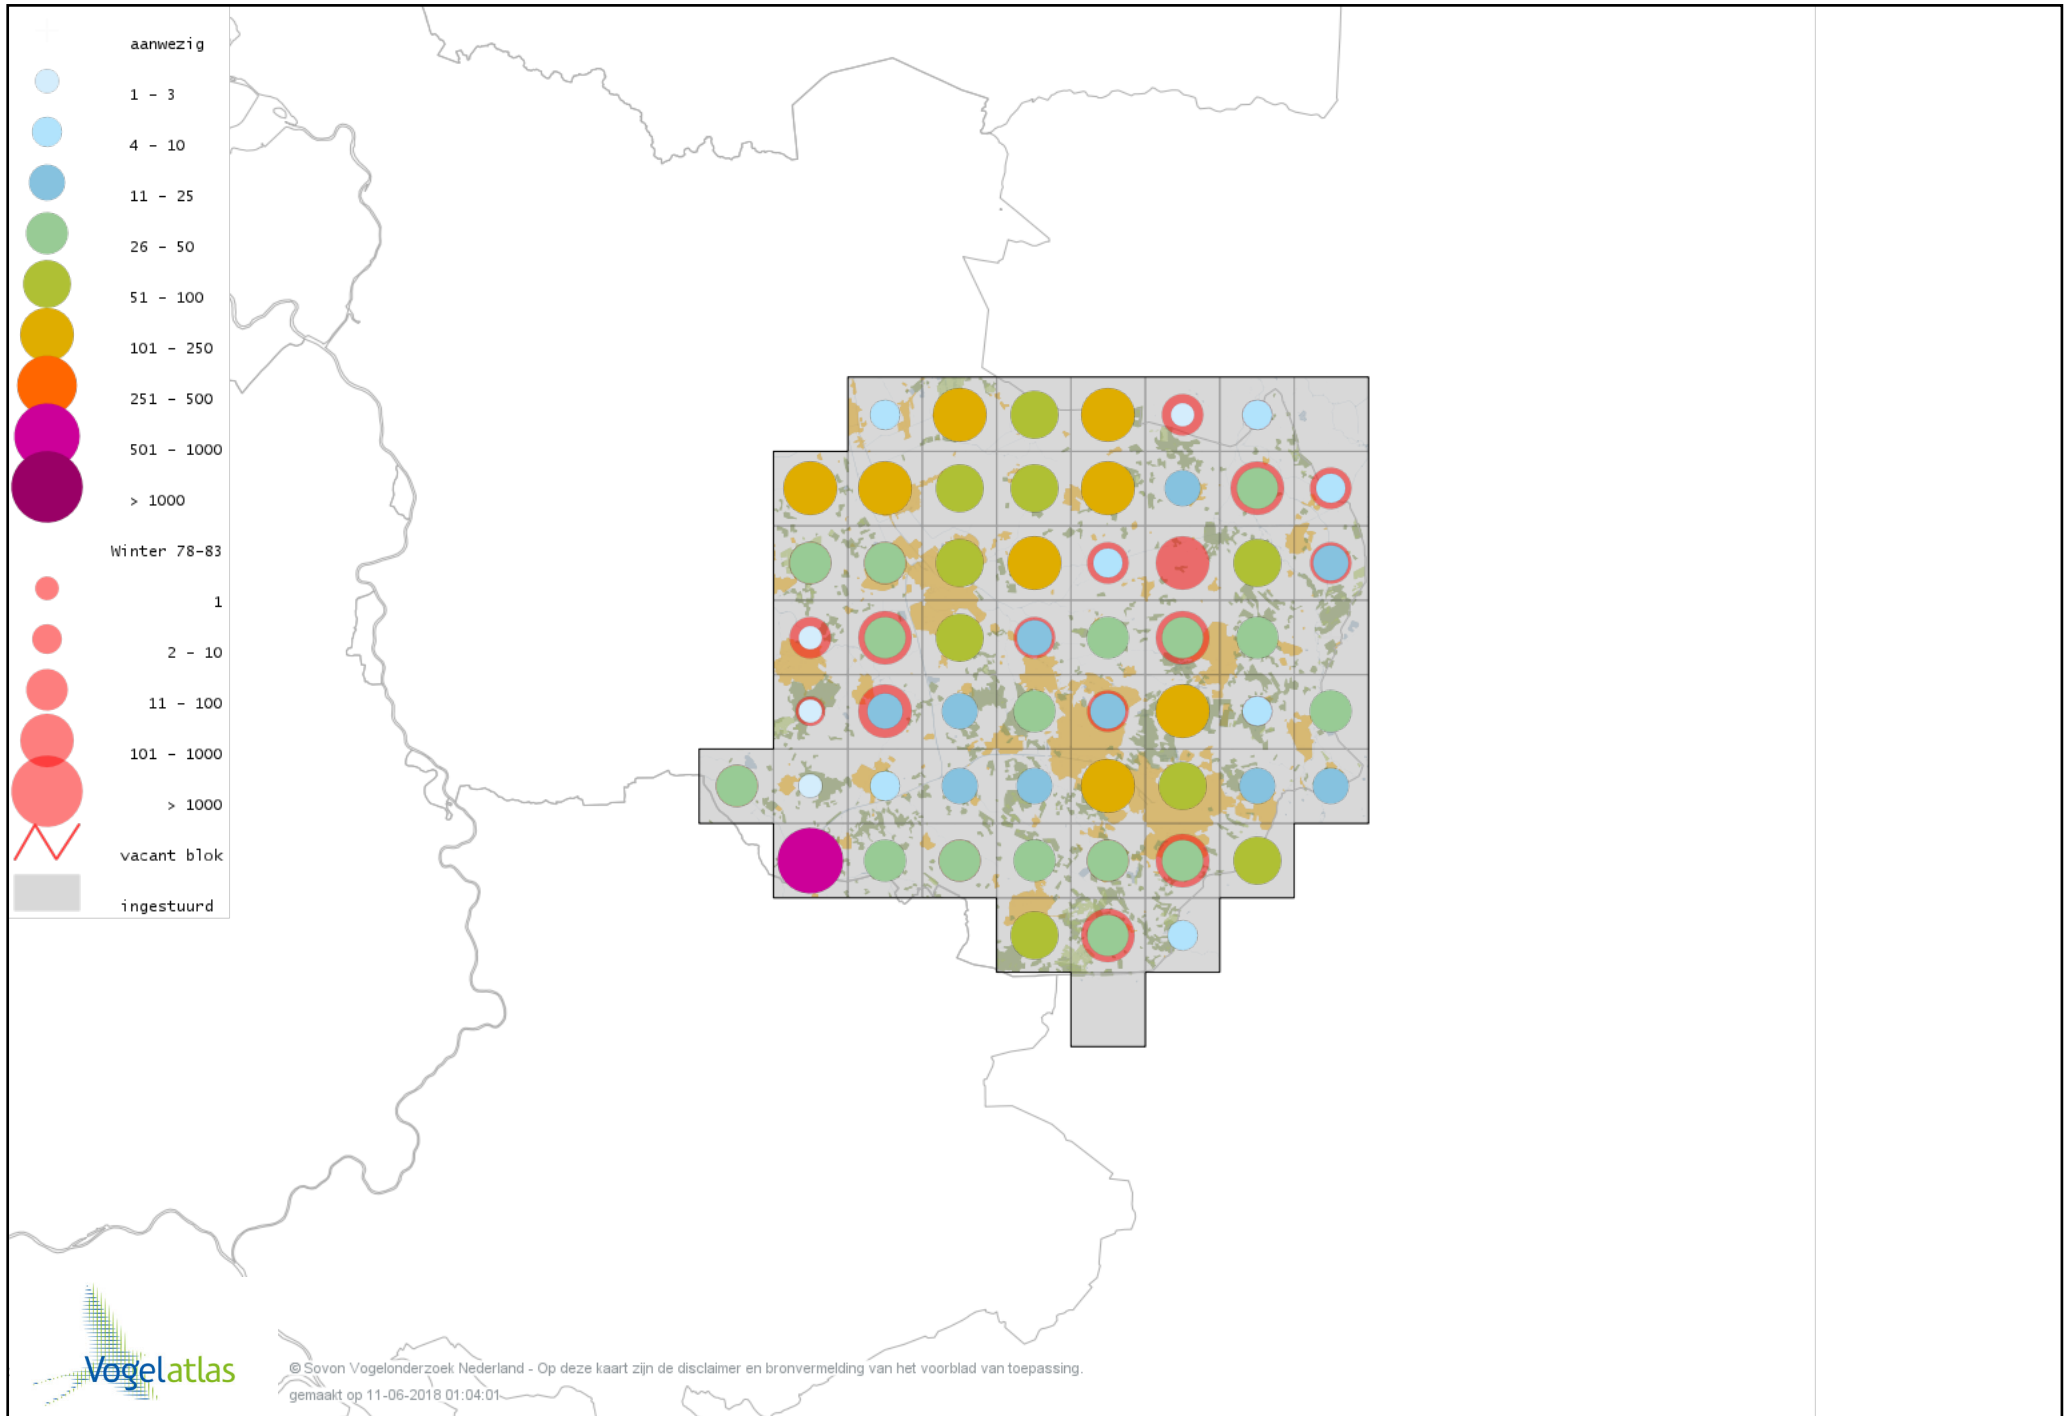 aanwezig
1 - 3
4 - 10
11 - 25
26 - 50
51 - 100
101 - 250
251 - 500
501 - 1000
> 1000
Winter 78-83
1
2 - 10
11 - 100
101 - 1000
> 1000
vacant blok
ingestuurd
Vogelatlas
© Sovon Vogelonderzoek Nederland - Op deze kaart zijn de disclaimer en bronvermelding van het voorblad van toepassing.
gemaakt op 11-06-2018 01:04:01